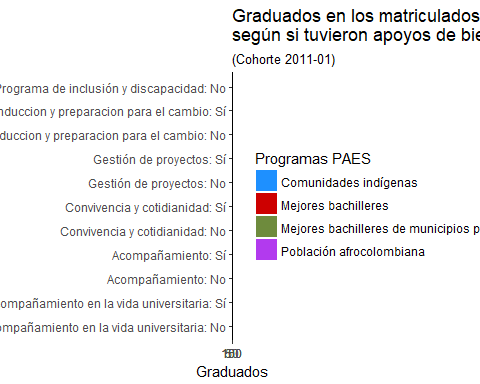 Graduados en los matriculados
según si tuvieron apoyos de bie
(Cohorte 2011-01)
Programa de inclusión y discapacidad: No
nduccion y preparacion para el cambio: Sí
duccion y preparacion para el cambio: No
Gestión de proyectos: Sí
Gestión de proyectos: No
Convivencia y cotidianidad: Sí
Convivencia y cotidianidad: No
Acompañamiento: Sí
Acompañamiento: No
ompañamiento en la vida universitaria: Sí
mpañamiento en la vida universitaria: No
Graduados
Programas PAES
Comunidades indígenas
Mejores bachilleres
Mejores bachilleres de municipios p
Población afrocolombiana